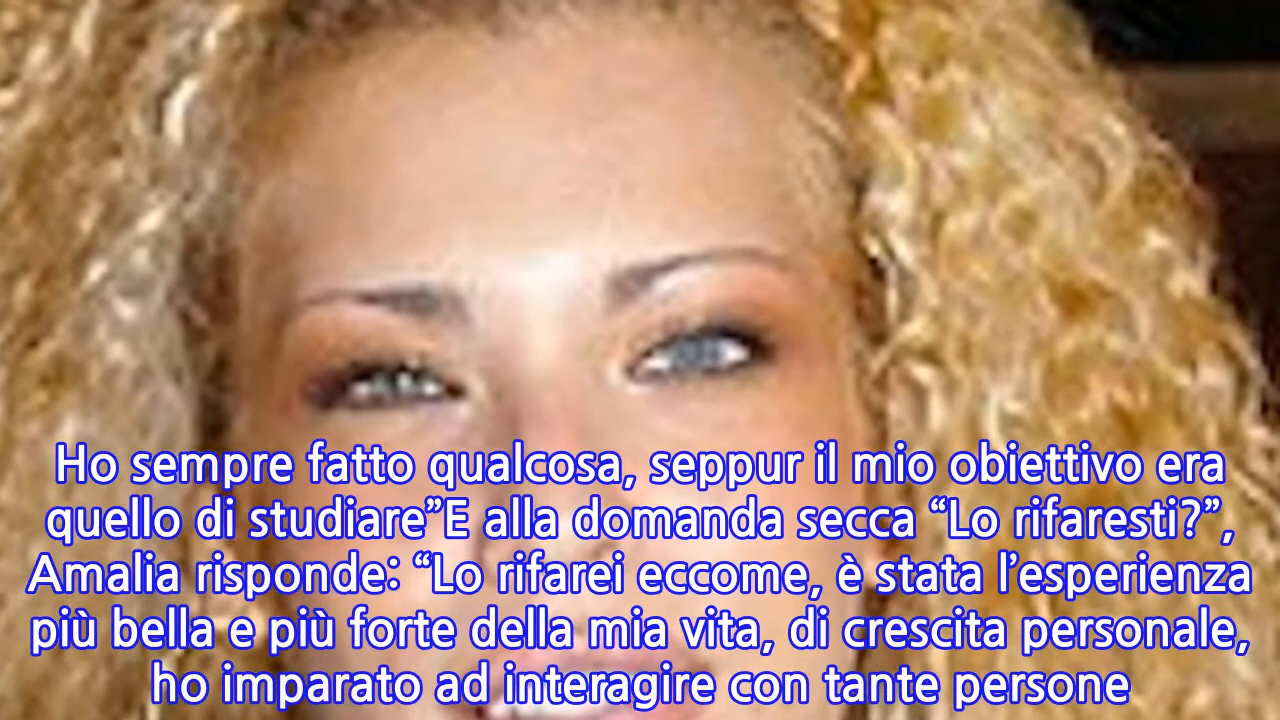 Ho sempre fatto qualcosa, seppur il mio obiettivo era
quello di studiare”E alla domanda secca “Lo rifaresti?”,
Amalia risponde: “Lo rifarei eccome, è stata l’esperienza
più bella e più forte della mia vita, di crescita personale,
ho imparato ad interagire con tante persone